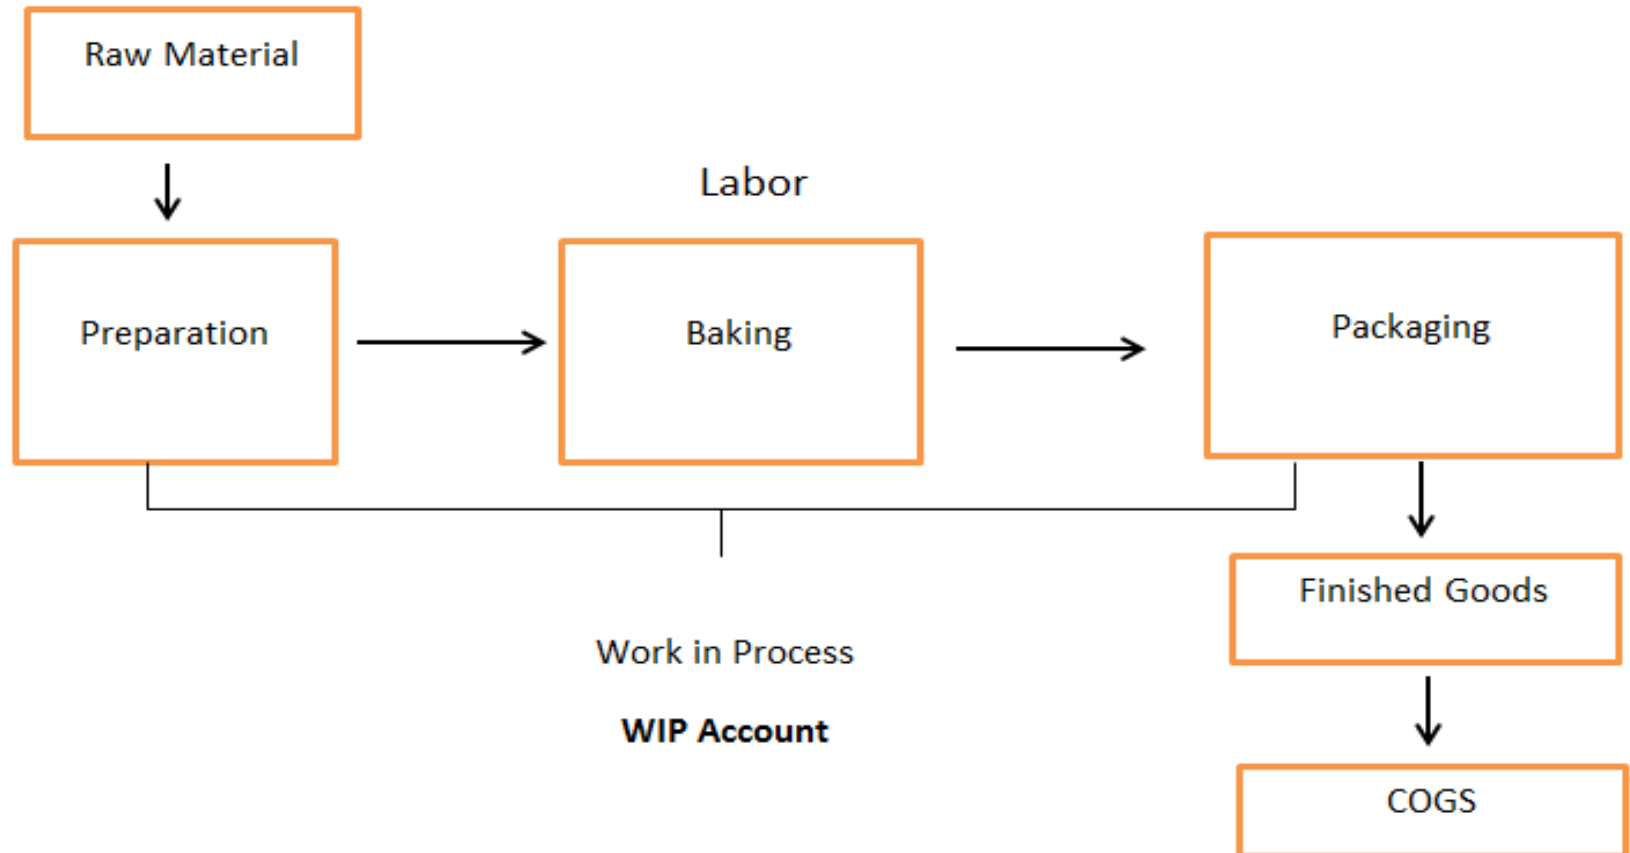 Raw Material
Labor
Preparation
Baking
Packaging
Finished Goods
Work in Process
WIP Account
COGS